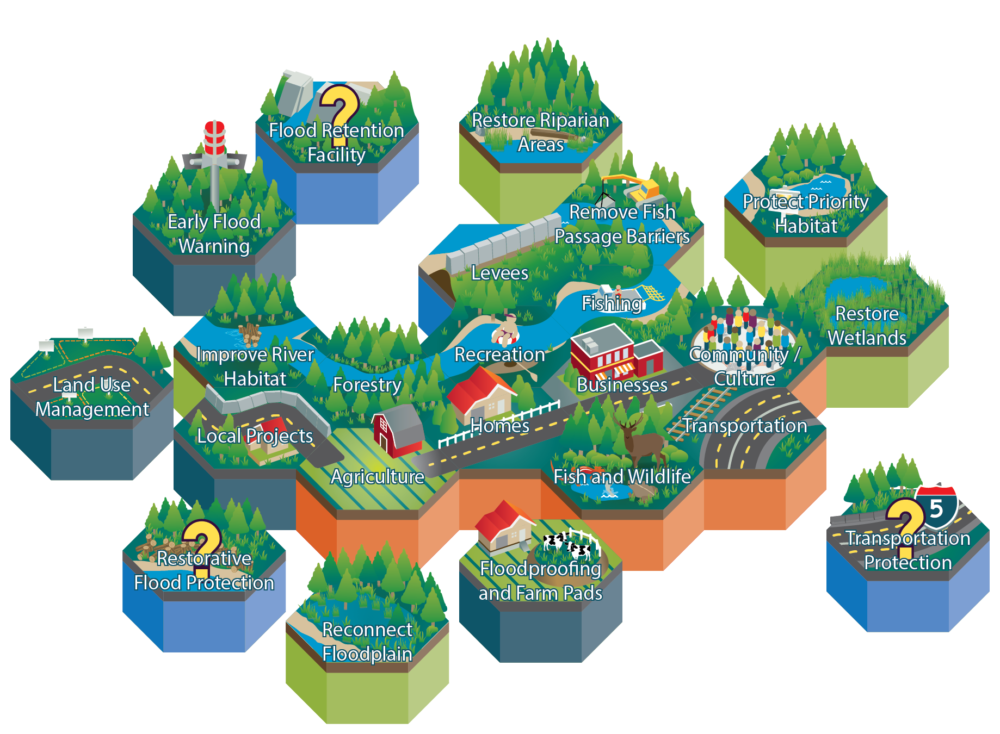 Restore Riparian
Areas
?
Flood Retention
Facility
Protect Priority
Habitat
Early Flood
Warning
Remove Fish
Passage Barriers
Levees
Fishing
Restore
Wetlands
Improve River
Habitat
Recreation
Community /
Culture
Land Use
Management
Forestry
Businesses
Local Projects
Homes
Transportation
Agriculture
Fish and Wildlife
5
?
Transportation
Protection
?
Restorative
Flood Protection
Floodproofing
and Farm Pads
Reconnect
Floodplain